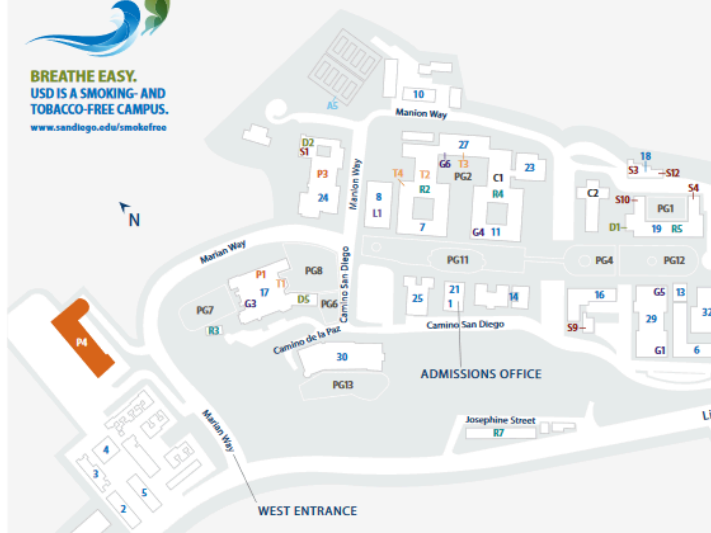 BREATHE EASY.
USD IS A SMOKING- AND
TOBACCO-FREE CAMPUS.
www.sandiego.edu/smokefree
A5
10
Manion Way
D2
S1
P3
24
Manion Way
T4
8
L1
T2
R2
7
27
G6
T3
PG2
C1
R4
G4
11
23
18
S3
S12
S4
C2
S10
PG1
D1
19
R5
N
Marian Way
P1
17
T1
G3
PG8
D5
PG6
PG7
R3
Camino San Diego
PG11
PG4
PG12
25
21
1
14
16
S9
G5
29
G1
13
32
6
Camino San Diego
Camino de la Paz
30
PG13
ADMISSIONS OFFICE
P4
Marian Way
Josephine Street
R7
Li
4
3
5
2
WEST ENTRANCE